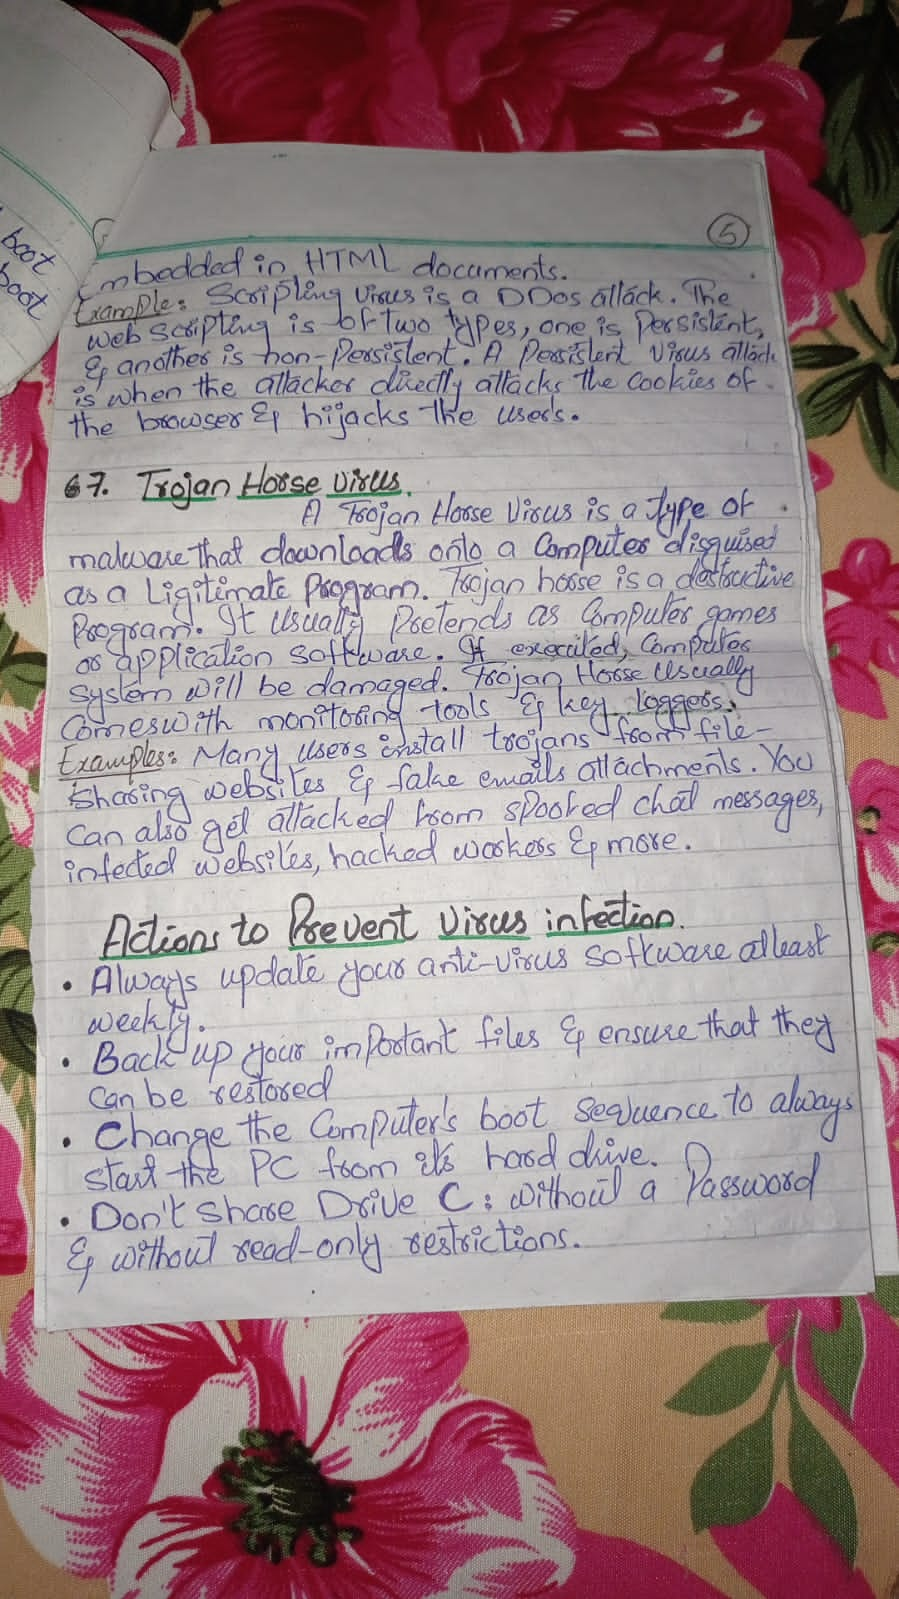 boot
boot
5
Embedded in HTML documents.
Example: Scripting virus is a DDos attack. The
web scripting is of two types, one is Persistent,
& another is non-Persistent. A Persistent virus attack
is when the attacker directly attacks the cookies of
the browser & hijacks the users.
67. Trojan Horse Virus.
A Trojan Horse Virus is a type of
malware that downloads onto a Computer disguised
as a Ligitimate Program. Trojan horse is a destructive
Program. It usually Pretends as Computer games
or application software. If executed, Computer
system will be damaged. Trojan Horse Usually
comes with monitoring tools & key loggers.
Examples: Many users install trojans from file-
sharing websites & fake emails attachments. You
can also get attacked from spoofed chat messages,
infected websites, hacked workers & more.
Actions to Prevent Virus infection.
• Always update your anti-virus software atleast
weekly.
• Back up your important files & ensure that they
can be restored
• Change the Computer's boot sequence to always
start the PC from it's hard drive.
• Don't share Drive C: without a Password
& without read-only restrictions.